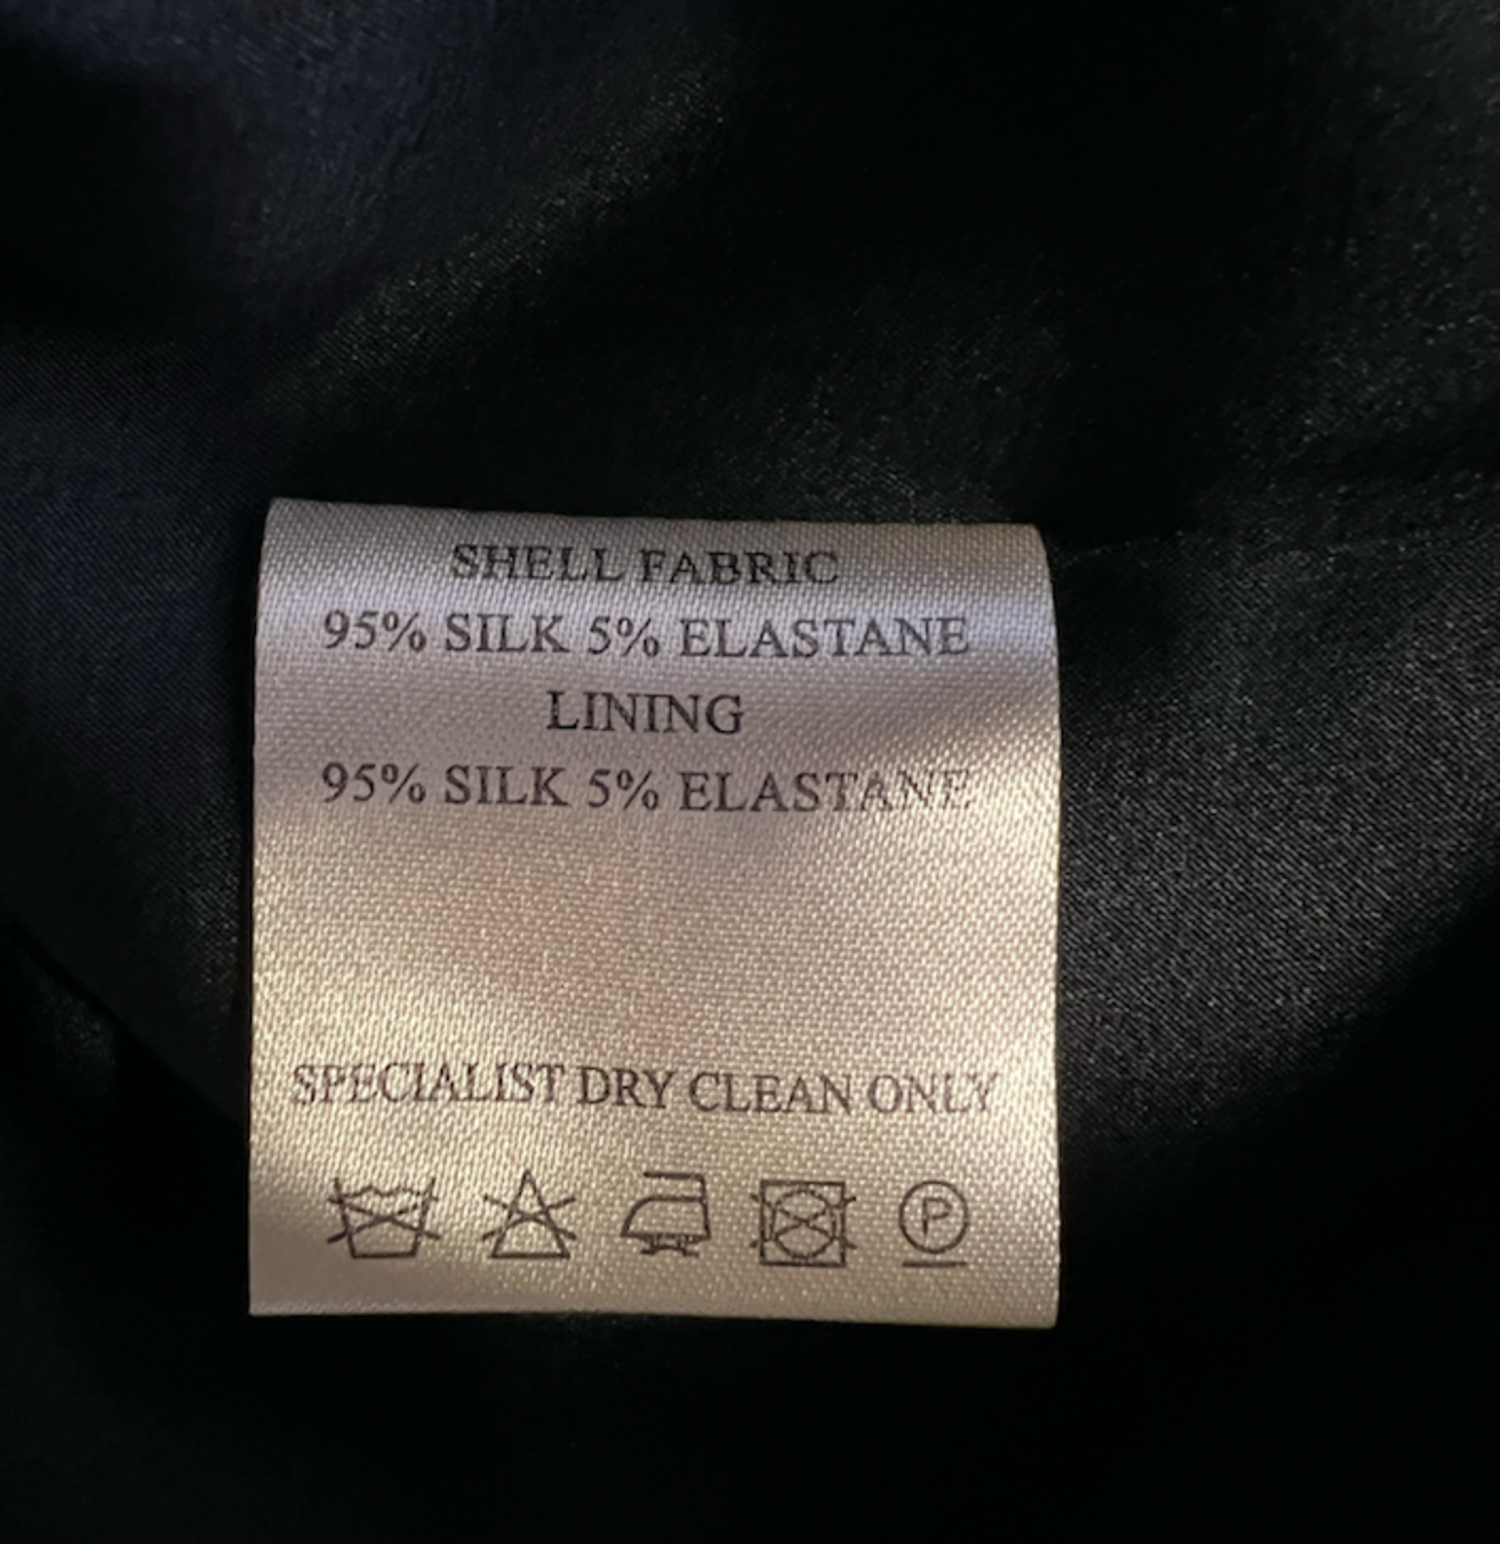 SHELL FABRIC
95% SILK 5% ELASTANE
LINING
95% SILK 5% ELASTANE
SPECIALIST DRY CLEAN ONLY
P